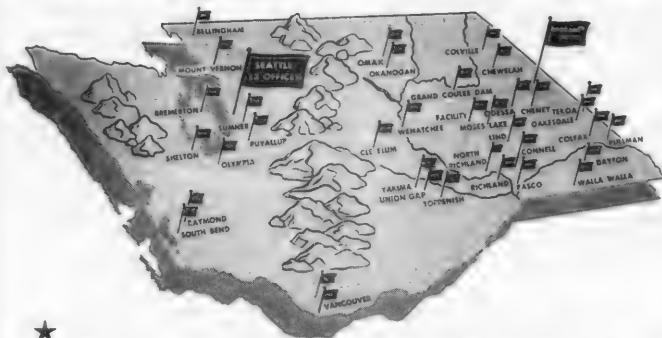 BELLINGHAM
MOUNT VERNON
SEATTLE
OFFICES
BREMERTON
SUMNER
PUYALLUP
SHELTON
OLYMPIA
RAYMOND
SOUTH BEND
VANCOUVER
OMAK
OKANOGAN
COLVILLE
CHEWELAH
GRAND COULEE DAM
FACILITY
MOSES LAKE
ODESSA
CHENEY
TEKOA
OAKESDALE
WENATCHEE
CLE ELUM
LIND
COLFAX
PULLMAN
CONNELL
NORTH
RICHLAND
DAYTON
WALLA WALLA
YAKIMA
UNION GAP
TOPPENISH
RICHLAND
PASCO